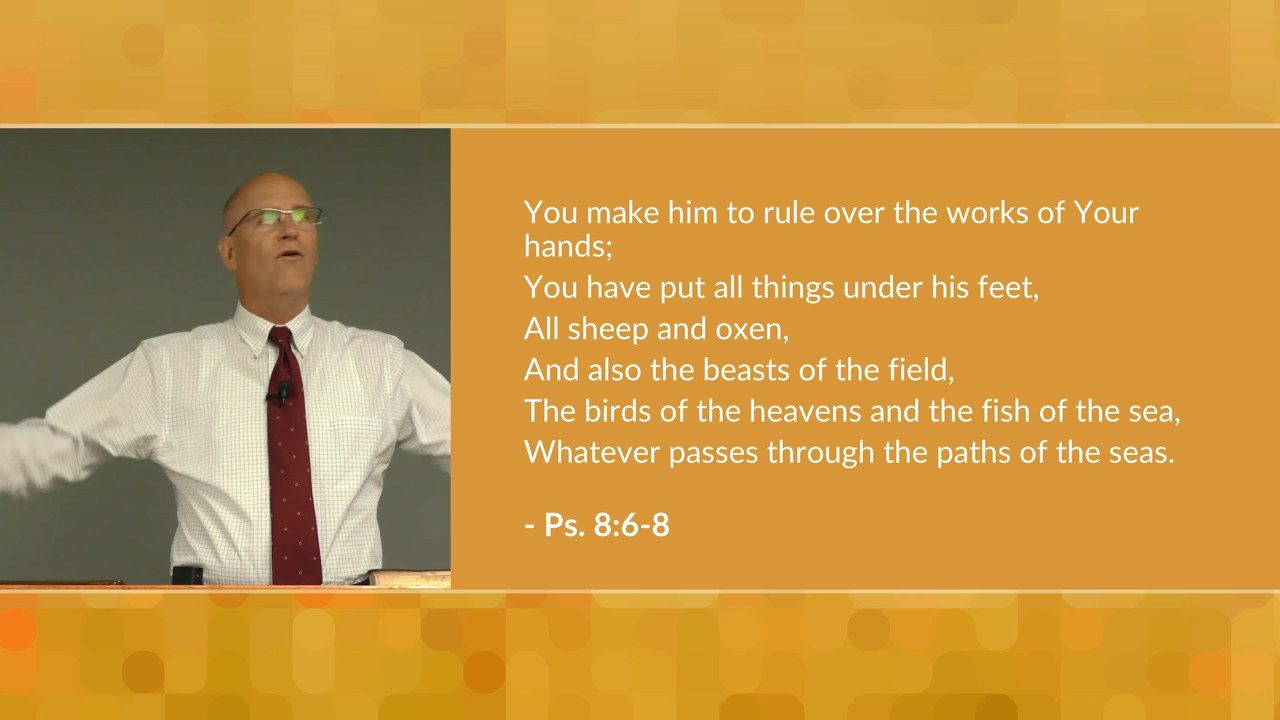 You make him to rule over the works of Your
hands;
You have put all things under his feet,
All sheep and oxen,
And also the beasts of the field,
The birds of the heavens and the fish of the sea,
Whatever passes through the paths of the seas.
- Ps. 8:6-8